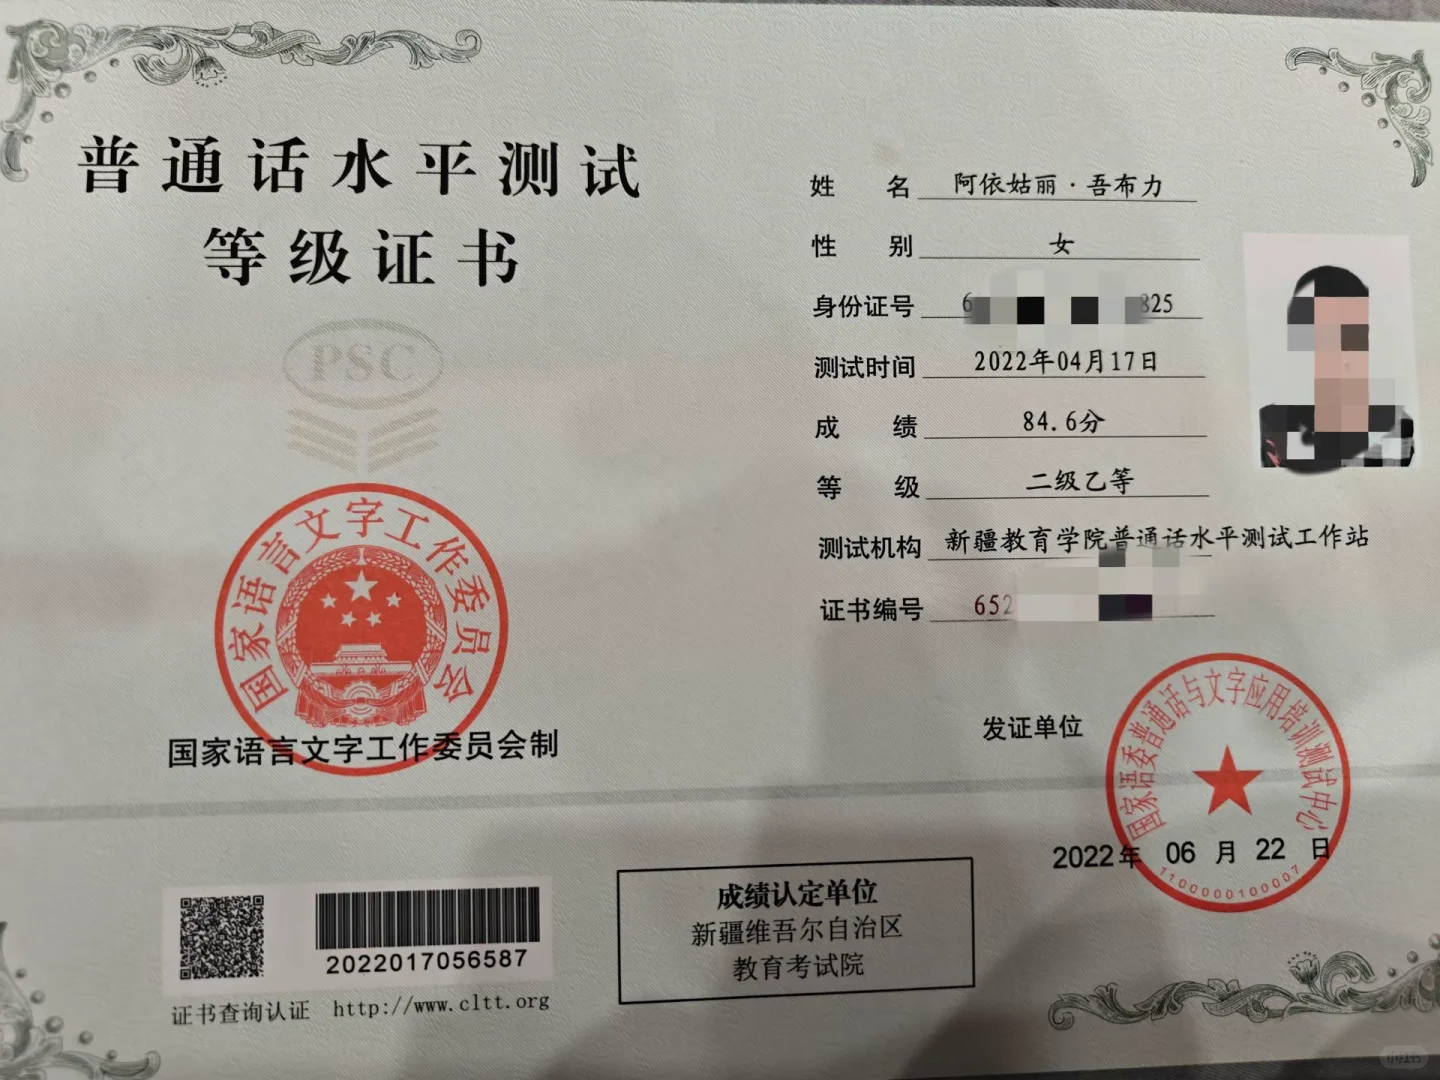 普通话水平测试
等级证书
PSC
国家语言文字工作委员会
国家语言文字工作委员会制
2022017056587
证书查询认证 http://www.cltt.org
成绩认定单位
新疆维吾尔自治区
教育考试院
姓 名 阿依姑丽·吾布力
性 别 女
身份证号 6 825
测试时间 2022年04月17日
成 绩 84.6分
等 级 二级乙等
测试机构 新疆教育学院普通话水平测试工作站
证书编号 652
发证单位
国家语委普通话与文字应用培训测试中心
2022年 06 月 22 日
1100000100007
小红书